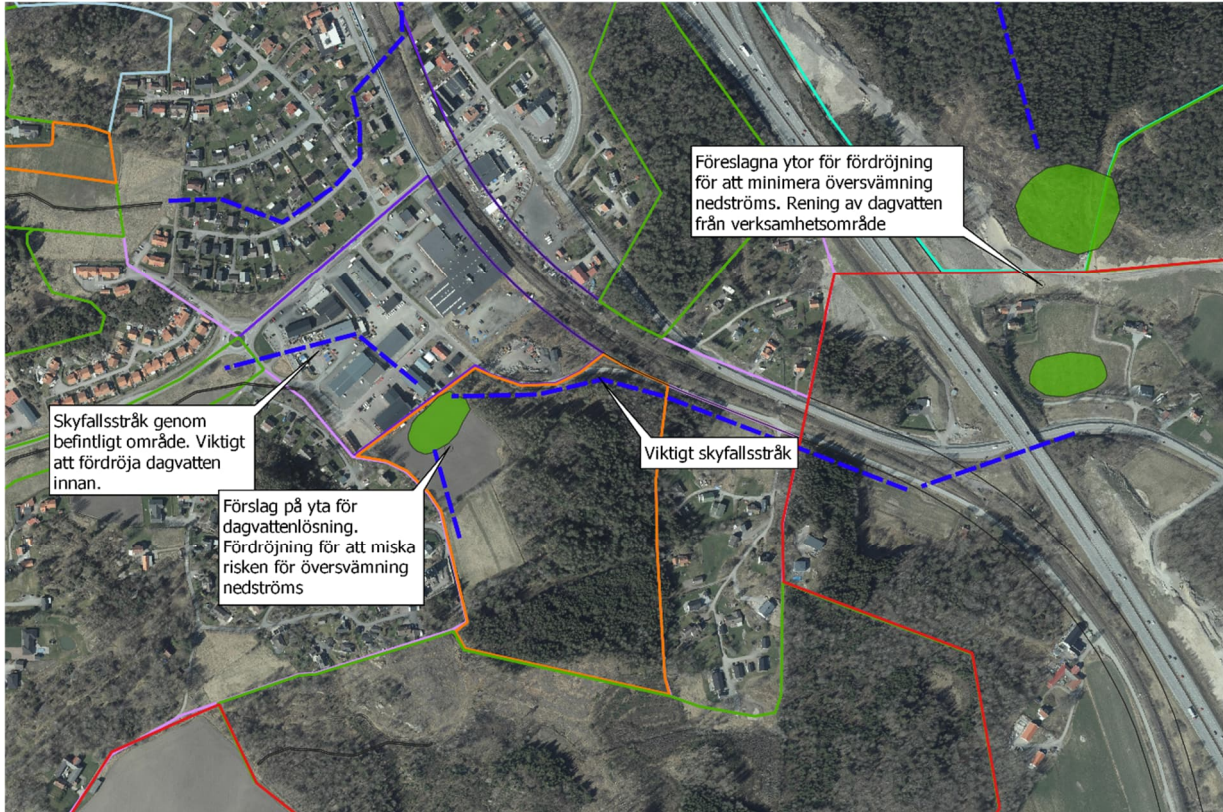 Föreslagna ytor för fördröjning
för att minimera översvämning
nedströms. Rening av dagvatten
från verksamhetsområde
Skyfallsstråk genom
befintligt område. Viktigt
att fördröja dagvatten
innan.
Viktigt skyfallsstråk
Förslag på yta för
dagvattenlösning.
Fördröjning för att miska
risken för översvämning
nedströms